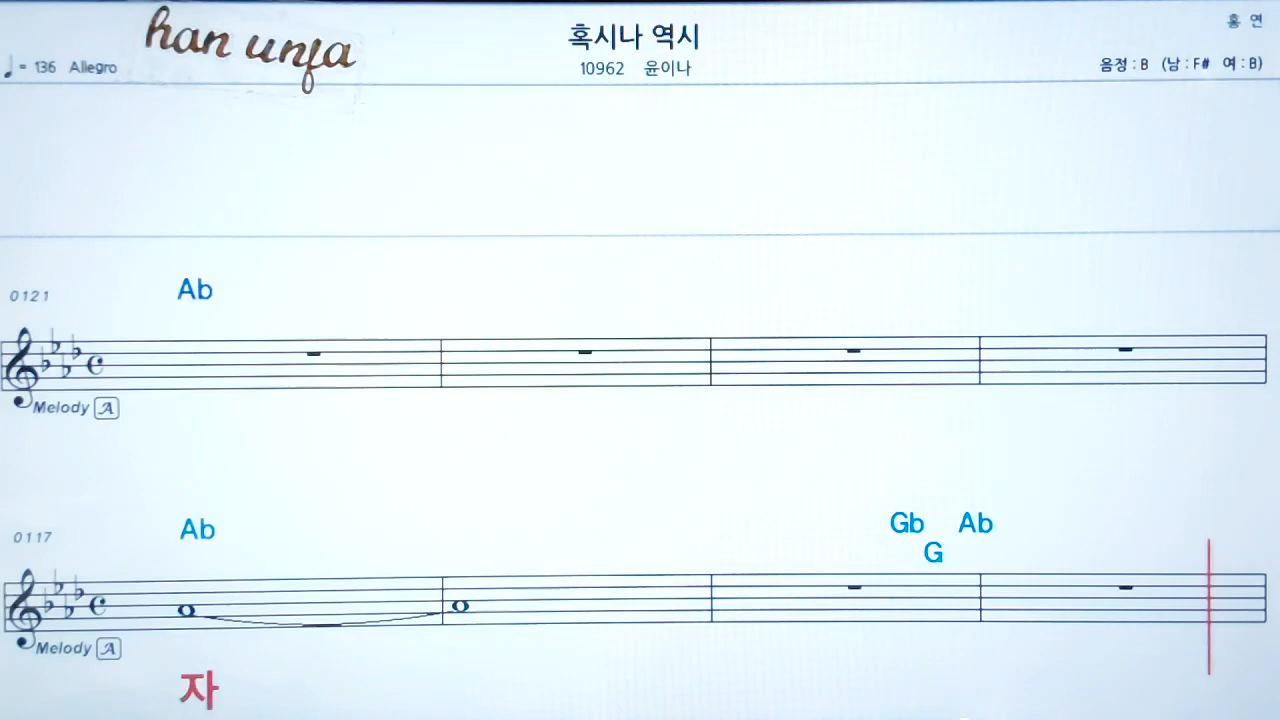 han unfa
혹시나 역시
홍 연
♩= 136 Allegro
10962 윤이나
음정 : B (남 : F# 여 : B)
0121
Ab
Melody A
0117
Ab
Gb Ab
G
Melody A
자